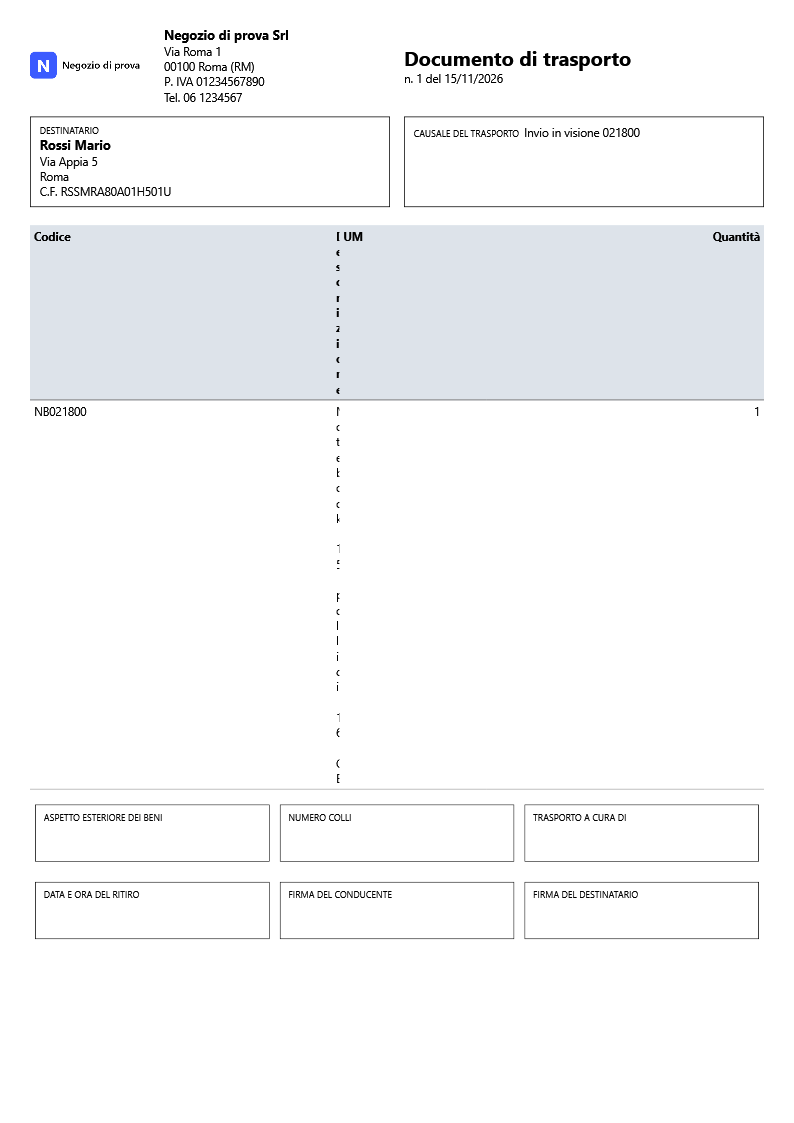 N Negozio di prova
Negozio di prova Srl
Via Roma 1
00100 Roma (RM)
P. IVA 01234567890
Tel. 06 1234567
Documento di trasporto
n. 1 del 15/11/2026
DESTINATARIO
Rossi Mario
Via Appia 5
Roma
C.F. RSSMRA80A01H501U
CAUSALE DEL TRASPORTO Invio in visione 021800
Codice UM Quantità
NB021800 1
ASPETTO ESTERIORE DEI BENI
NUMERO COLLI
TRASPORTO A CURA DI
DATA E ORA DEL RITIRO
FIRMA DEL CONDUCENTE
FIRMA DEL DESTINATARIO